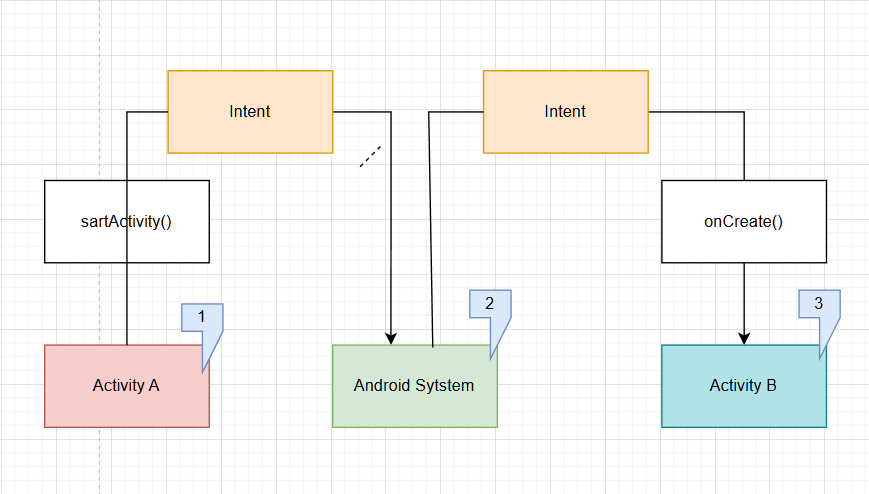 Intent
Intent
sartActivity()
onCreate()
1
2
3
Activity A
Android Sytstem
Activity B